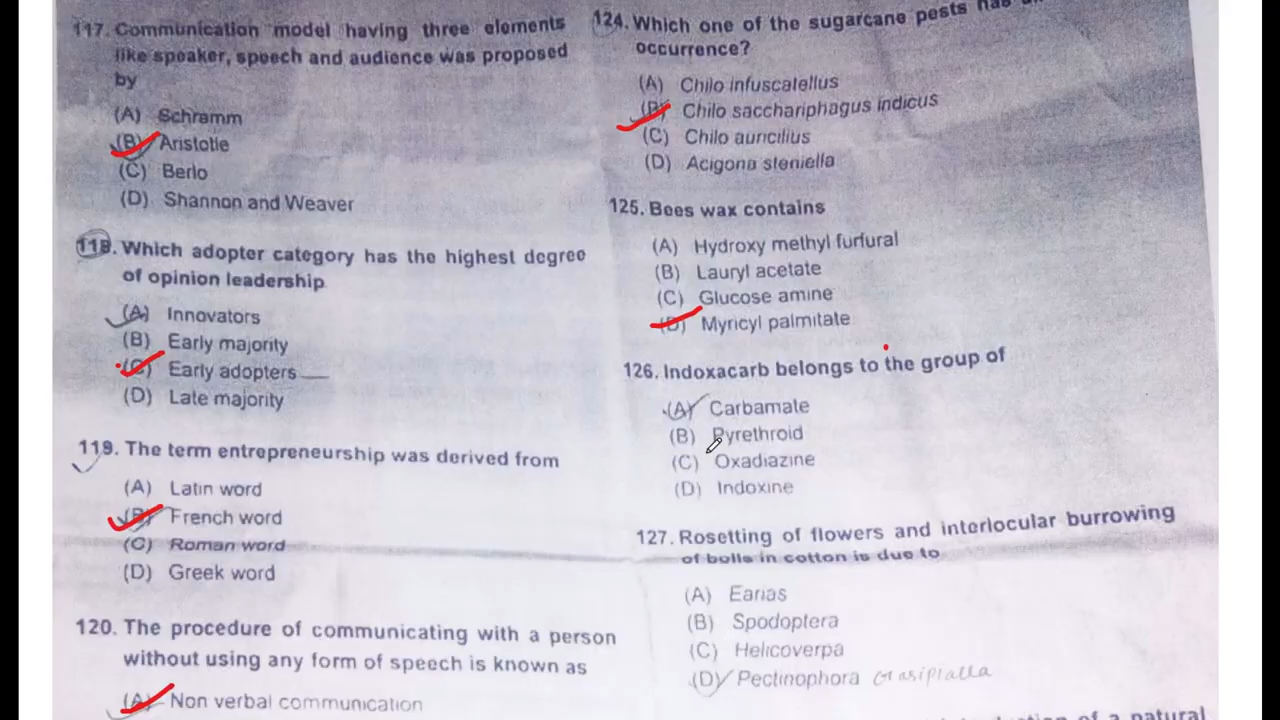 117. Communication model having three elements
like speaker, speech and audience was proposed
by
(A) Schramm
(B) Aristotle
(C) Berlo
(D) Shannon and Weaver
118. Which adopter category has the highest degree
of opinion leadership
(A) Innovators
(B) Early majority
(C) Early adopters
(D) Late majority
119. The term entrepreneurship was derived from
(A) Latin word
(B) French word
(C) Roman word
(D) Greek word
120. The procedure of communicating with a person
without using any form of speech is known as
(A) Non verbal communication
124. Which one of the sugarcane pests has
occurrence?
(A) Chilo infuscatellus
(B) Chilo sacchariphagus indicus
(C) Chilo auricilius
(D) Acigona steniella
125. Bees wax contains
(A) Hydroxy methyl furfural
(B) Lauryl acetate
(C) Glucose amine
(D) Myricyl palmitate
126. Indoxacarb belongs to the group of
(A) Carbamate
(B) Pyrethroid
(C) Oxadiazine
(D) Indoxine
127. Rosetting of flowers and interlocular burrowing
of bolls in cotton is due to
(A) Earias
(B) Spodoptera
(C) Helicoverpa
(D) Pectinophora
of a natural